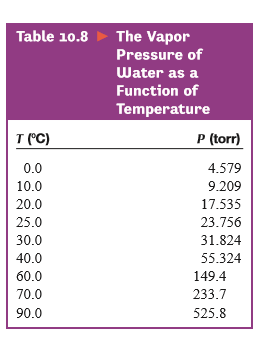 Table 10.8 ▶ The Vapor
Pressure of
Water as a
Function of
Temperature
T (°C) P (torr)
0.0 4.579
10.0 9.209
20.0 17.535
25.0 23.756
30.0 31.824
40.0 55.324
60.0 149.4
70.0 233.7
90.0 525.8